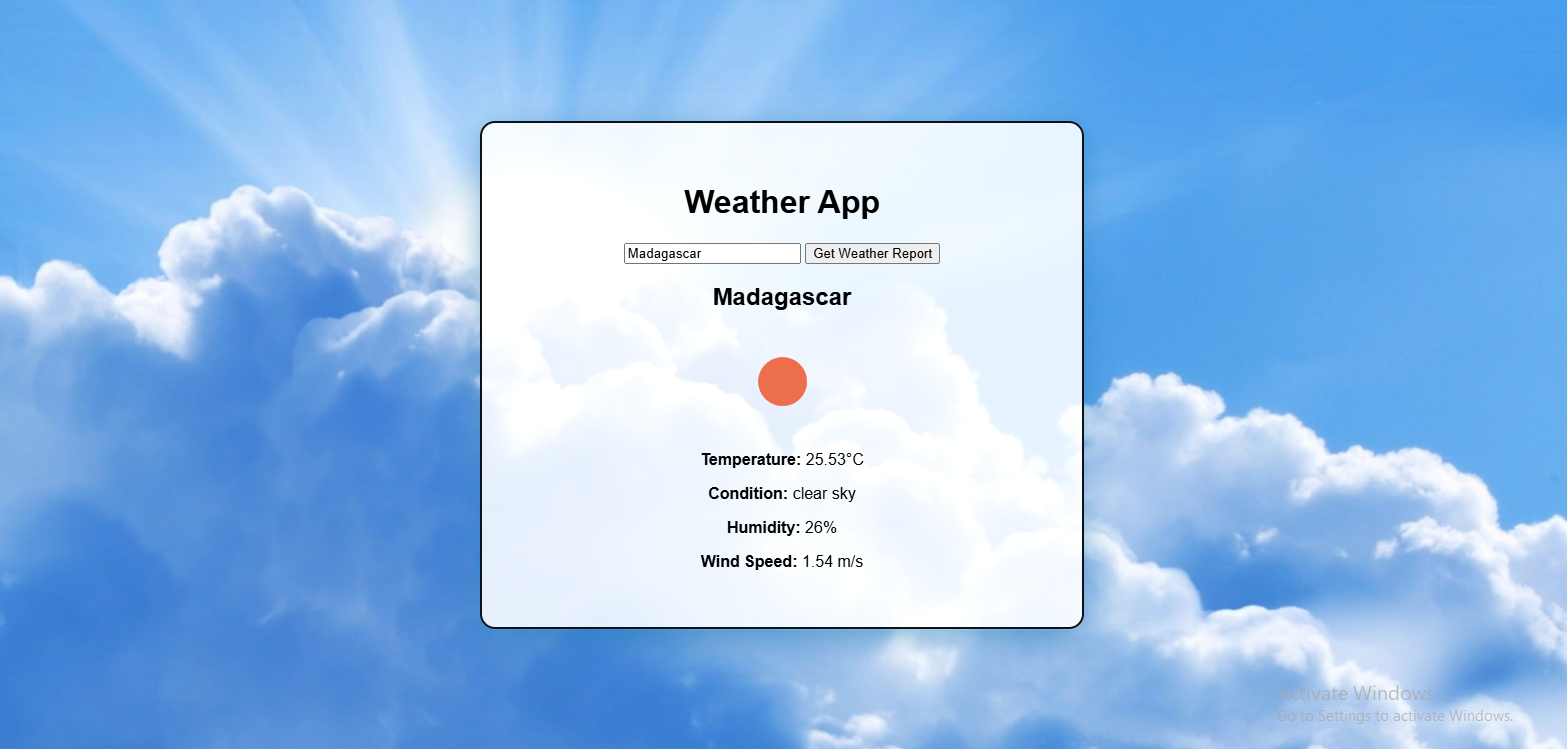 Weather App
Madagascar Get Weather Report
Madagascar
Temperature: 25.53°C
Condition: clear sky
Humidity: 26%
Wind Speed: 1.54 m/s
Activate Windows
Go to Settings to activate Windows.